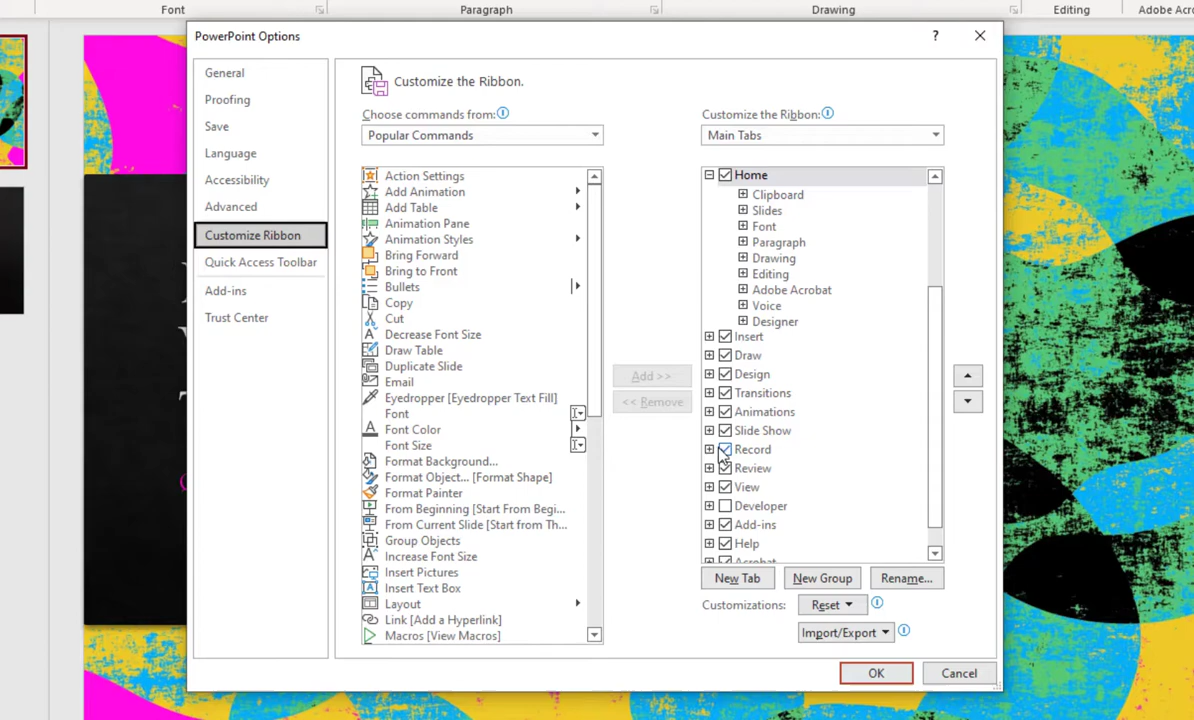 Font
Paragraph
Drawing
Editing
Adobe Acro
PowerPoint Options
?
General
Proofing
Save
Language
Accessibility
Advanced
Customize Ribbon
Quick Access Toolbar
Add-ins
Trust Center
Customize the Ribbon.
Choose commands from:
Popular Commands
Action Settings
Add Animation
Add Table
Animation Pane
Animation Styles
Bring Forward
Bring to Front
Bullets
Copy
Cut
Decrease Font Size
Draw Table
Duplicate Slide
Email
Eyedropper [Eyedropper Text Fill]
Font
Font Color
Font Size
Format Background...
Format Object... [Format Shape]
Format Painter
From Beginning [Start From Begi...
From Current Slide [Start from Th...
Group Objects
Increase Font Size
Insert Pictures
Insert Text Box
Layout
Link [Add a Hyperlink]
Macros [View Macros]
Add >>
<< Remove
Customize the Ribbon:
Main Tabs
Home
Clipboard
Slides
Font
Paragraph
Drawing
Editing
Adobe Acrobat
Voice
Designer
Insert
Draw
Design
Transitions
Animations
Slide Show
Record
Review
View
Developer
Add-ins
Help
Acrobat
New Tab
New Group
Rename...
Customizations:
Reset
Import/Export
OK
Cancel